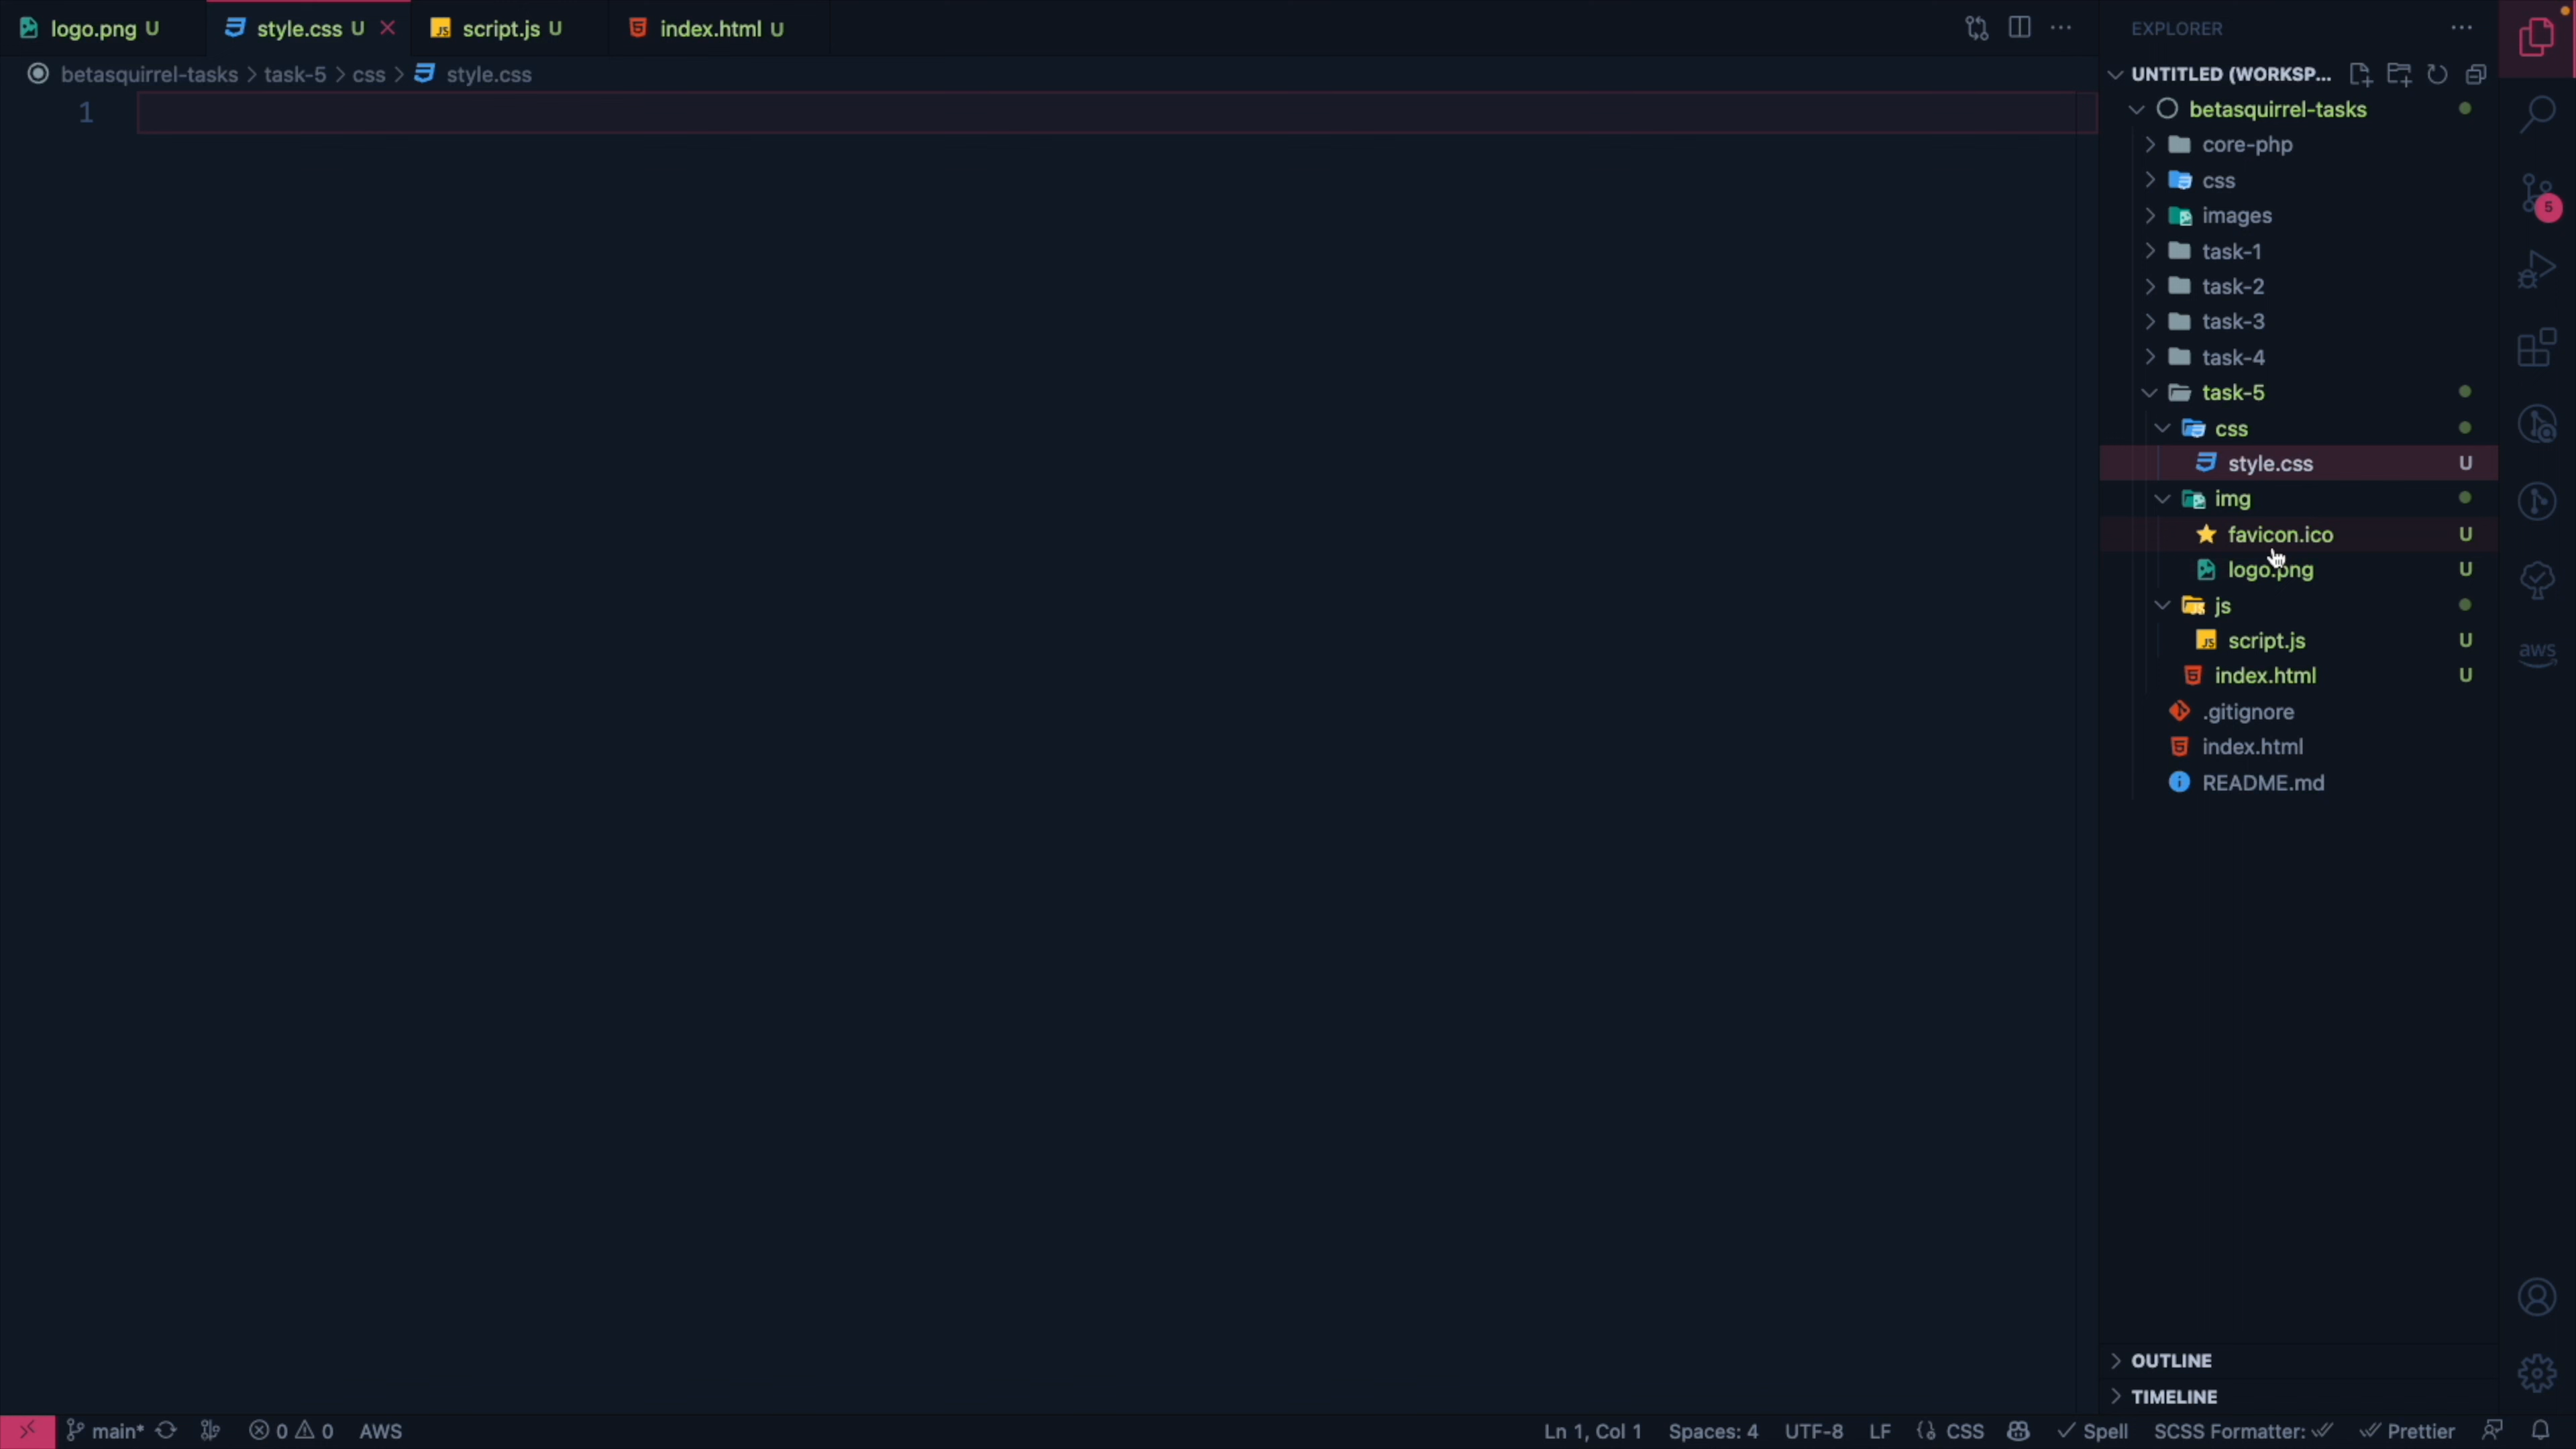 logo.png U
style.css U
script.js U
index.html U
EXPLORER
betasquirrel-tasks > task-5 > css > style.css
UNTITLED (WORKSP...
1
betasquirrel-tasks
core-php
css
images
task-1
task-2
task-3
task-4
task-5
css
style.css U
img
favicon.ico U
logo.png U
js
script.js U
index.html U
.gitignore
index.html
README.md
5
aws
OUTLINE
TIMELINE
main* 0 0 AWS Ln 1, Col 1 Spaces: 4 UTF-8 LF CSS Spell SCSS Formatter: Prettier